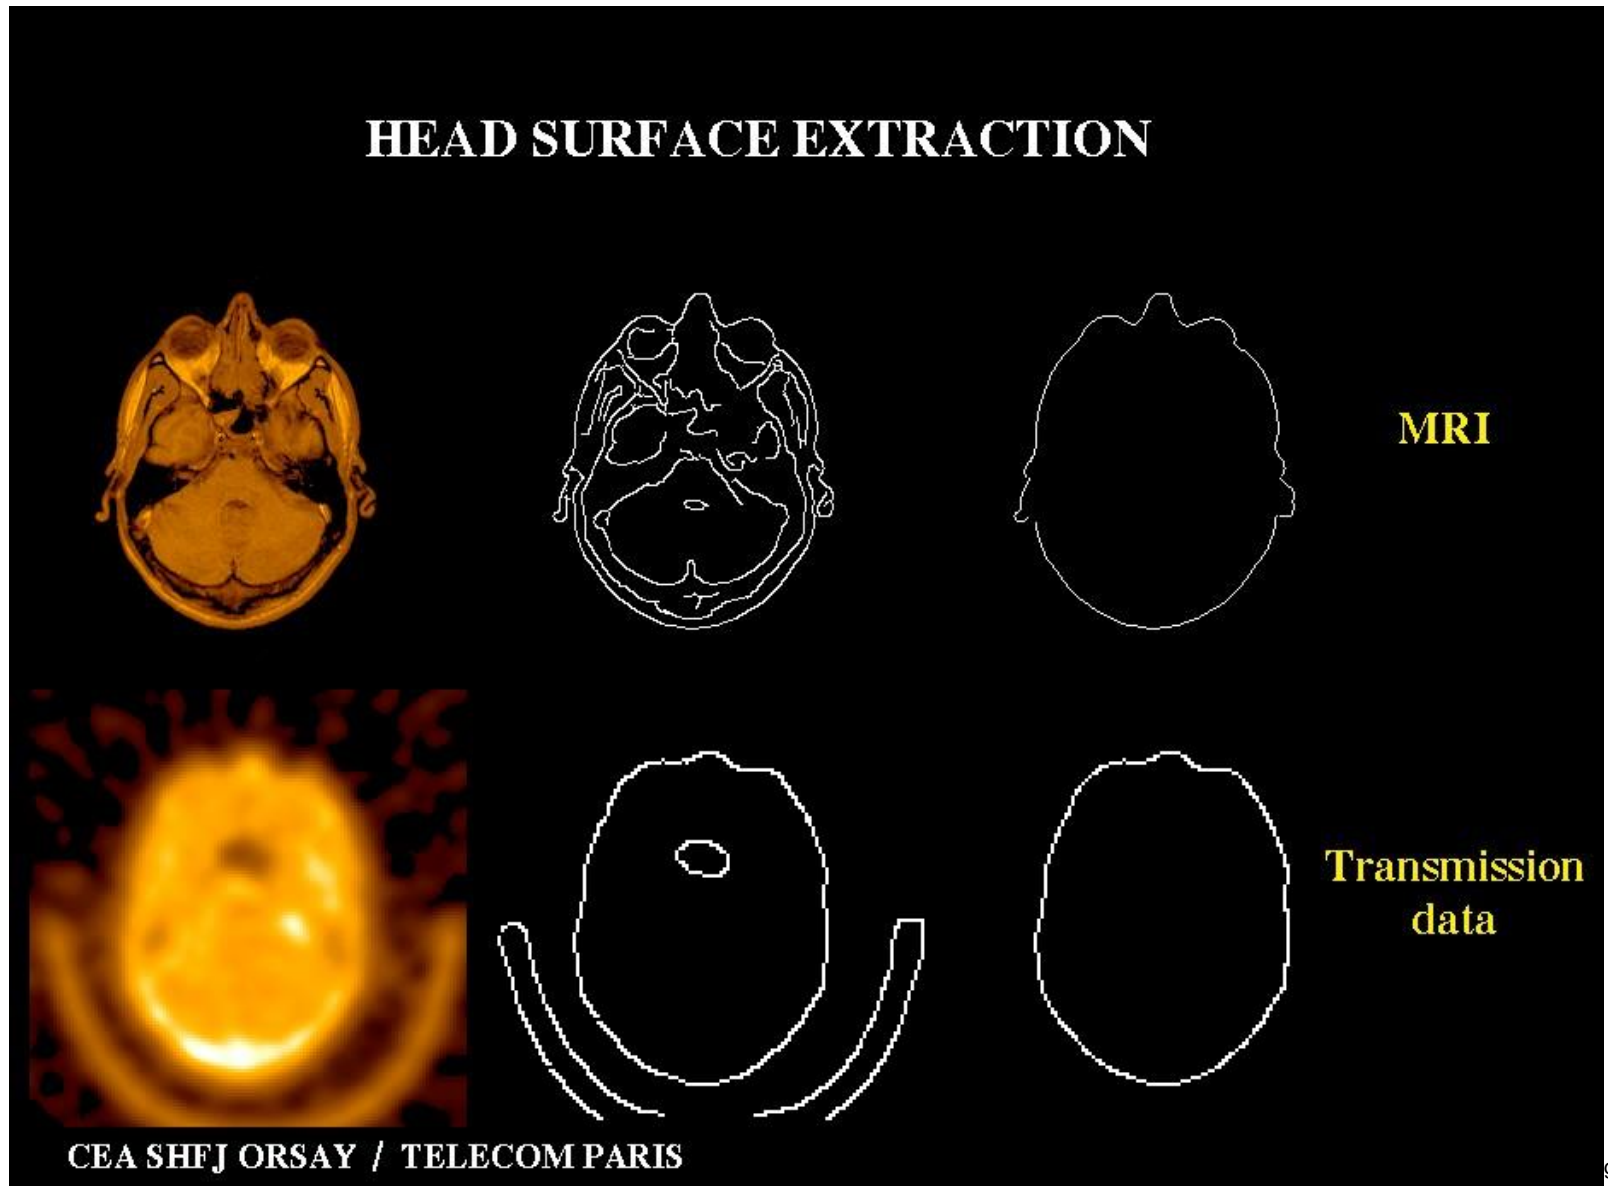 HEAD SURFACE EXTRACTION
MRI
Transmission
data
CEA SHFJ ORSAY / TELECOM PARIS